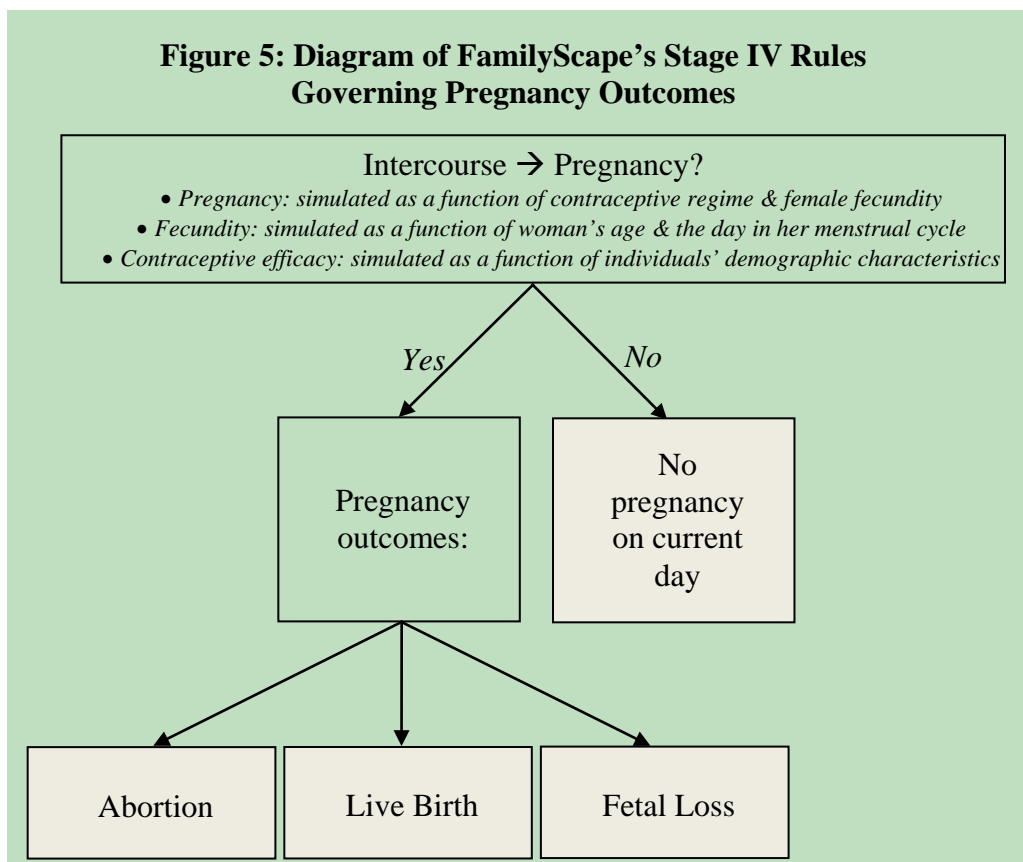 Figure 5: Diagram of FamilyScape's Stage IV Rules
Governing Pregnancy Outcomes
Intercourse → Pregnancy?
• Pregnancy: simulated as a function of contraceptive regime & female fecundity
• Fecundity: simulated as a function of woman's age & the day in her menstrual cycle
• Contraceptive efficacy: simulated as a function of individuals' demographic characteristics
Yes
No
Pregnancy
outcomes:
No
pregnancy
on current
day
Abortion
Live Birth
Fetal Loss